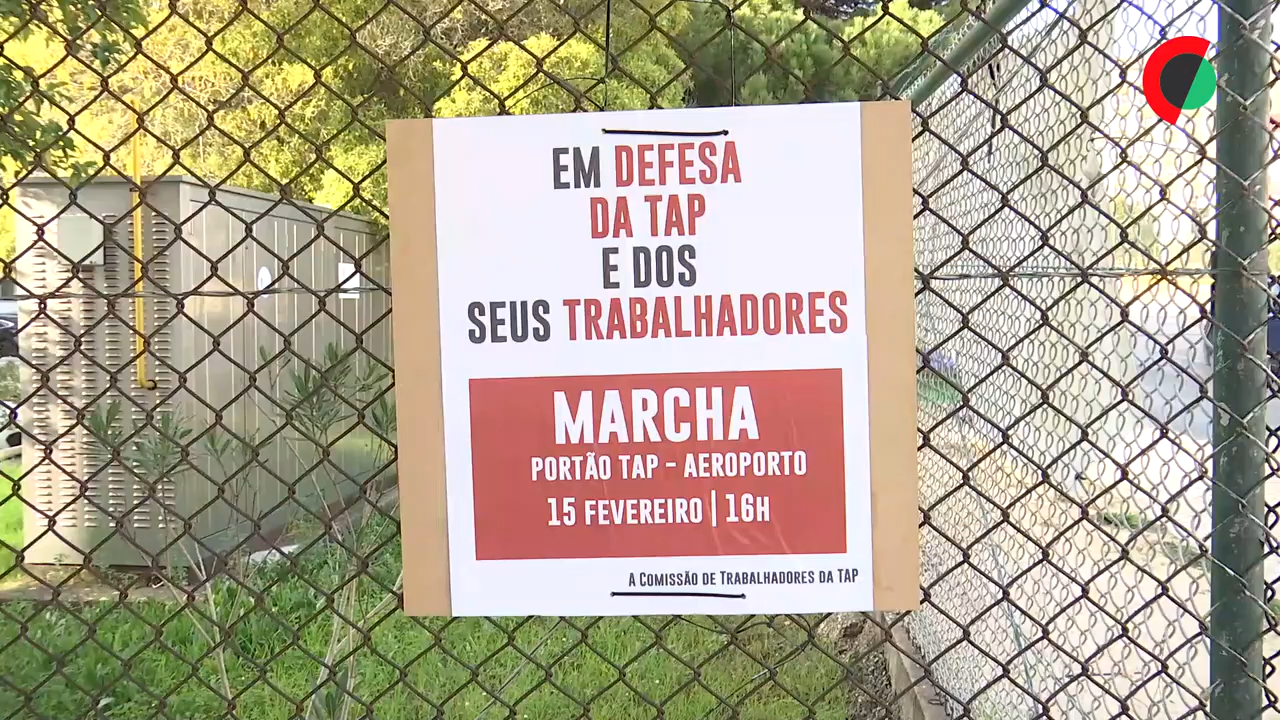 EM DEFESA
DA TAP
E DOS
SEUS TRABALHADORES
MARCHA
PORTÃO TAP - AEROPORTO
15 FEVEREIRO | 16H
A COMISSÃO DE TRABALHADORES DA TAP